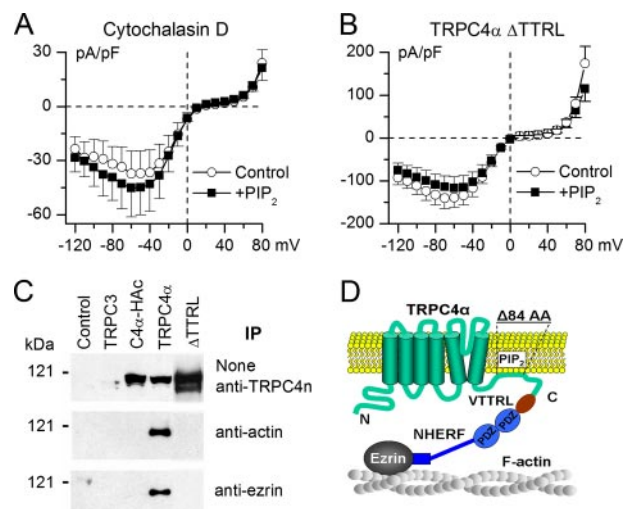 A Cytochalasin D
pA/pF
30
0
-30
-60
Control
+PIP2
-120 -80 -40 0 40 80 mV
B TRPC4α ΔTTRL
pA/pF
200
100
0
-100
-200
Control
+PIP2
-120 -80 -40 0 40 80 mV
C
Control
TRPC3
C4α-HAc
TRPC4α
ΔTTRL
IP
kDa
121
None
anti-TRPC4n
anti-actin
121
anti-ezrin
D
TRPC4α
Δ84 AA
PIP2
VTTRL
C
N
NHERF
PDZ
PDZ
Ezrin
F-actin